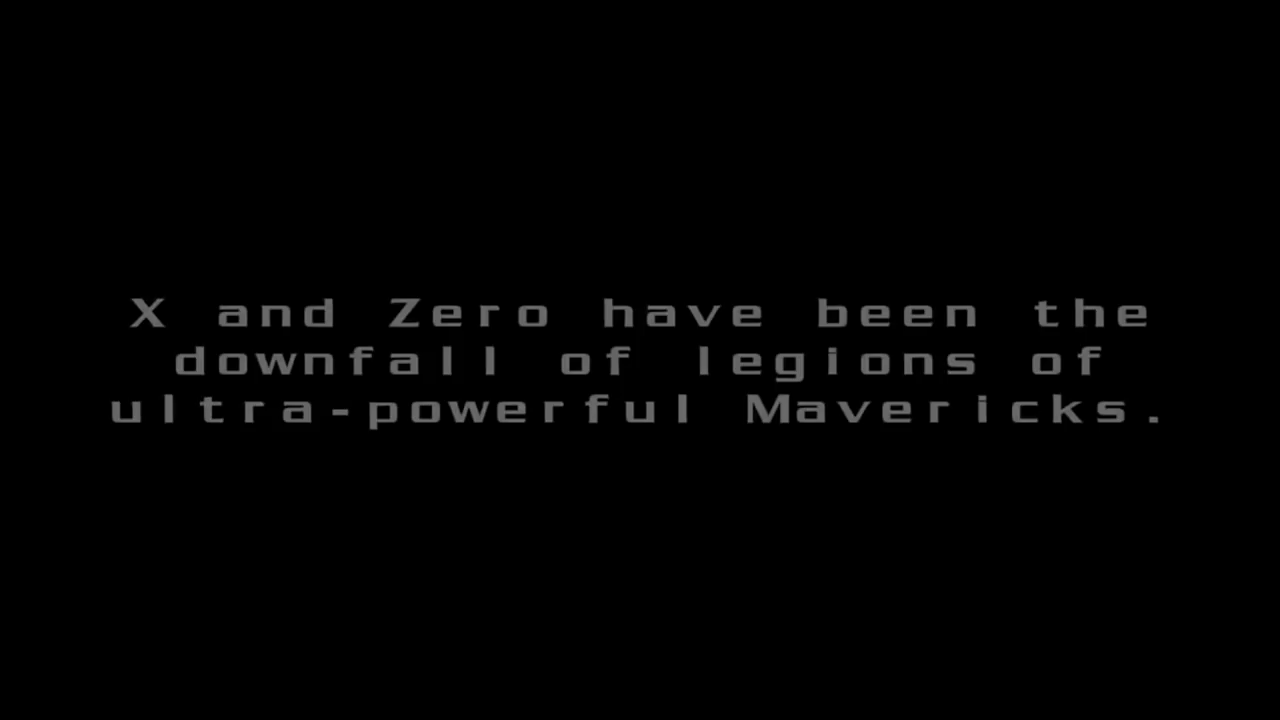 X and Zero have been the
downfall of legions of
ultra-powerful Mavericks.